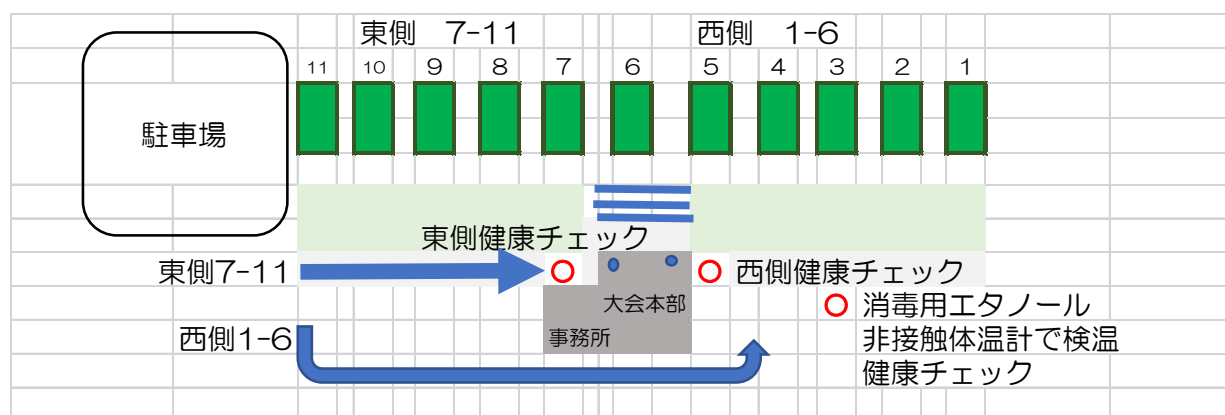 東側 7-11
西側 1-6
11 10 9 8 7 6 5 4 3 2 1
駐車場
東側健康チェック
東側7-11
西側健康チェック
大会本部
消毒用エタノール
事務所
西側1-6
非接触体温計で検温
健康チェック